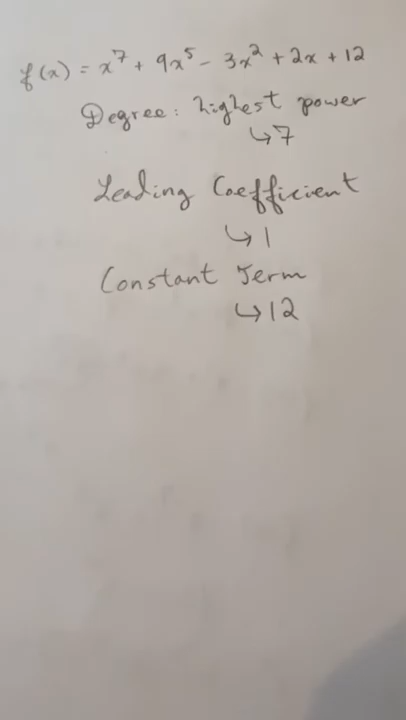 f(x) = x⁷ + 9x⁵ - 3x² + 2x + 12
Degree: highest power
↳ 7
Leading Coefficient
↳ 1
Constant Term
↳ 12